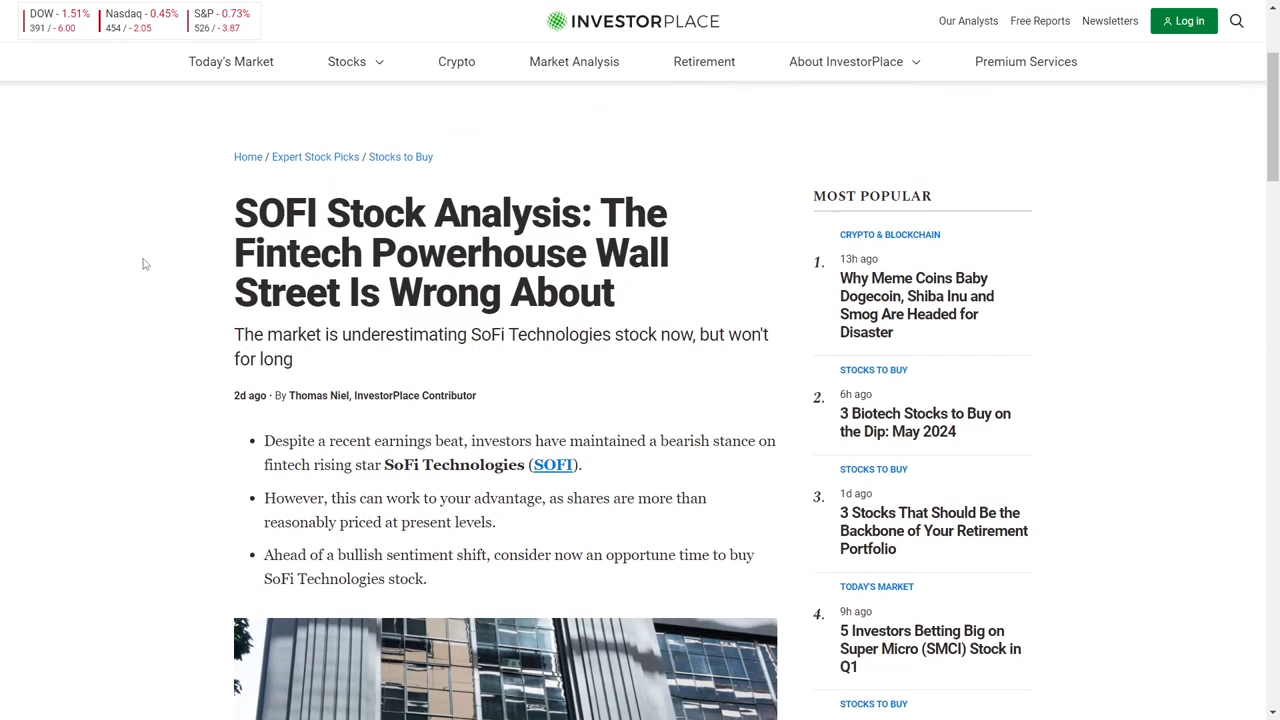 DOW - 1.51%
391 / - 6.00
Nasdaq - 0.45%
454 / - 2.05
S&P - 0.73%
526 / - 3.87
INVESTORPLACE
Our Analysts
Free Reports
Newsletters
Log in
Today's Market
Stocks
Crypto
Market Analysis
Retirement
About InvestorPlace
Premium Services
Home / Expert Stock Picks / Stocks to Buy
SOFI Stock Analysis: The
Fintech Powerhouse Wall
Street Is Wrong About
The market is underestimating SoFi Technologies stock now, but won't
for long
2d ago · By Thomas Niel, InvestorPlace Contributor
• Despite a recent earnings beat, investors have maintained a bearish stance on
fintech rising star SoFi Technologies (SOFI).
• However, this can work to your advantage, as shares are more than
reasonably priced at present levels.
• Ahead of a bullish sentiment shift, consider now an opportune time to buy
SoFi Technologies stock.
MOST POPULAR
CRYPTO & BLOCKCHAIN
1.
13h ago
Why Meme Coins Baby
Dogecoin, Shiba Inu and
Smog Are Headed for
Disaster
STOCKS TO BUY
2.
6h ago
3 Biotech Stocks to Buy on
the Dip: May 2024
STOCKS TO BUY
3.
1d ago
3 Stocks That Should Be the
Backbone of Your Retirement
Portfolio
TODAY'S MARKET
4.
9h ago
5 Investors Betting Big on
Super Micro (SMCI) Stock in
Q1
STOCKS TO BUY